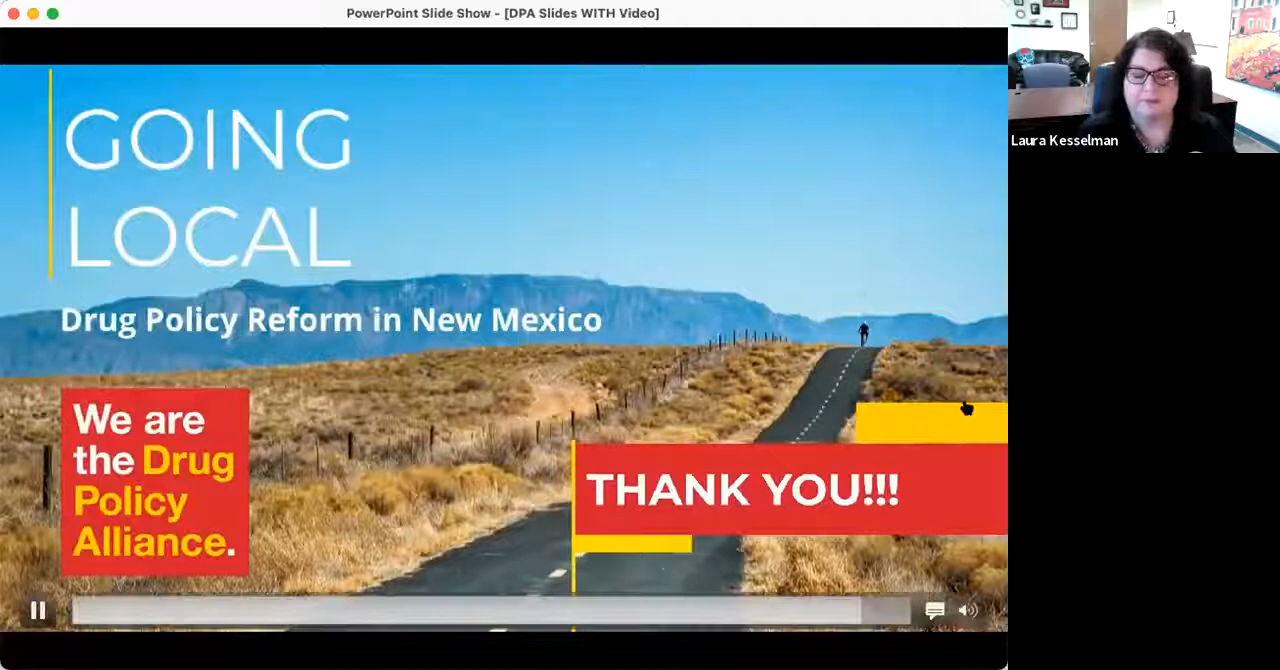 PowerPoint Slide Show - [DPA Slides WITH Video]
GOING
LOCAL
Drug Policy Reform in New Mexico
We are
the Drug
Policy
Alliance.
THANK YOU!!!
Laura Kesselman